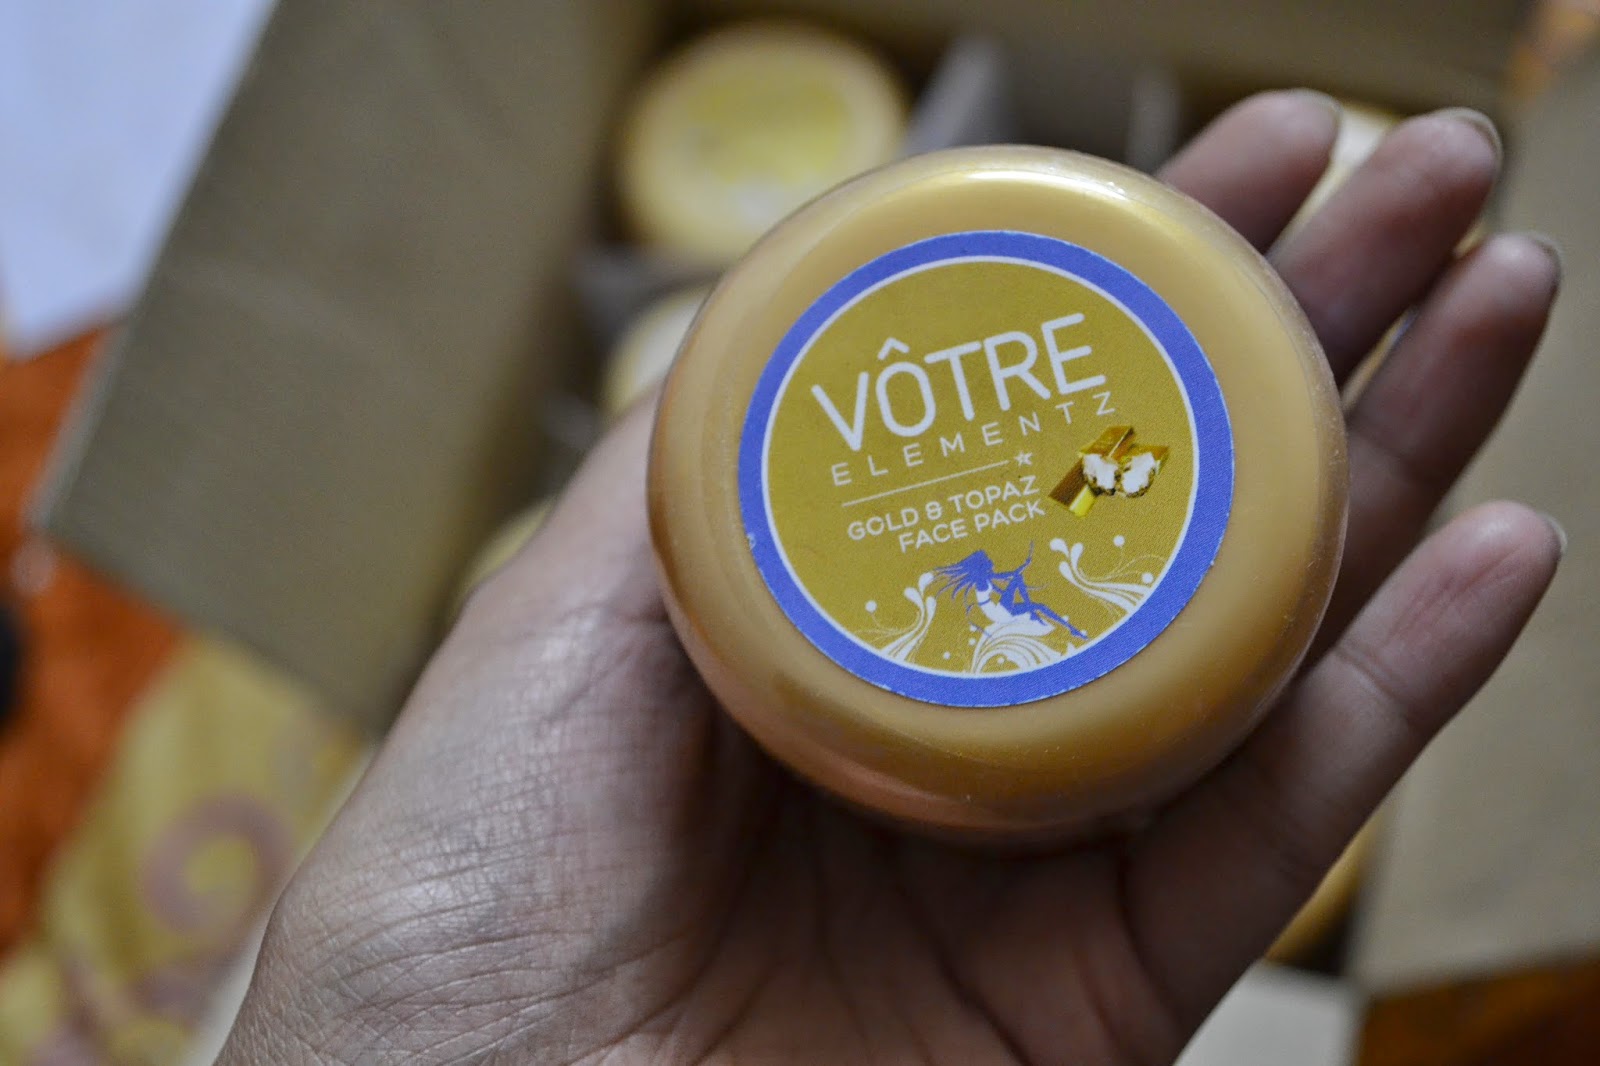 VÔTRE
ELEMENTZ
GOLD & TOPAZ
FACE PACK